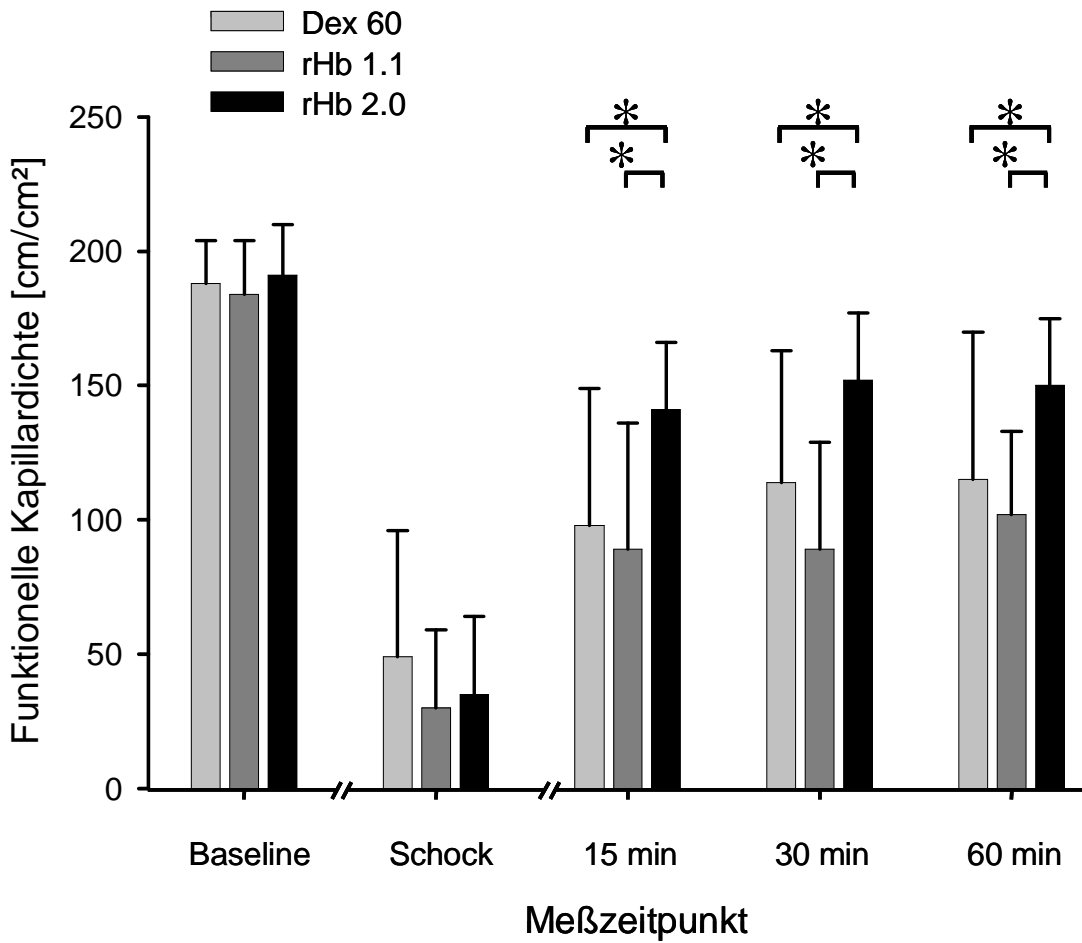 Dex 60
rHb 1.1
rHb 2.0
Funktionelle Kapillardichte [cm/cm²]
250
200
150
100
50
0
* * *
* * *
Baseline Schock 15 min 30 min 60 min
Meßzeitpunkt